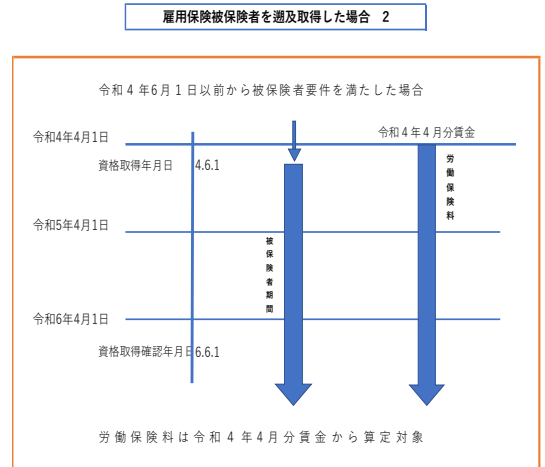 雇用保険被保険者を遡及取得した場合　2
令和４年6月１日以前から被保険者要件を満たした場合
令和4年4月1日
令和４年４月分賃金
資格取得年月日
4.6.1
労働保険料
令和5年4月1日
被保険者期間
令和6年4月1日
資格取得確認年月日
6.6.1
労働保険料は令和４年4月分賃金から算定対象